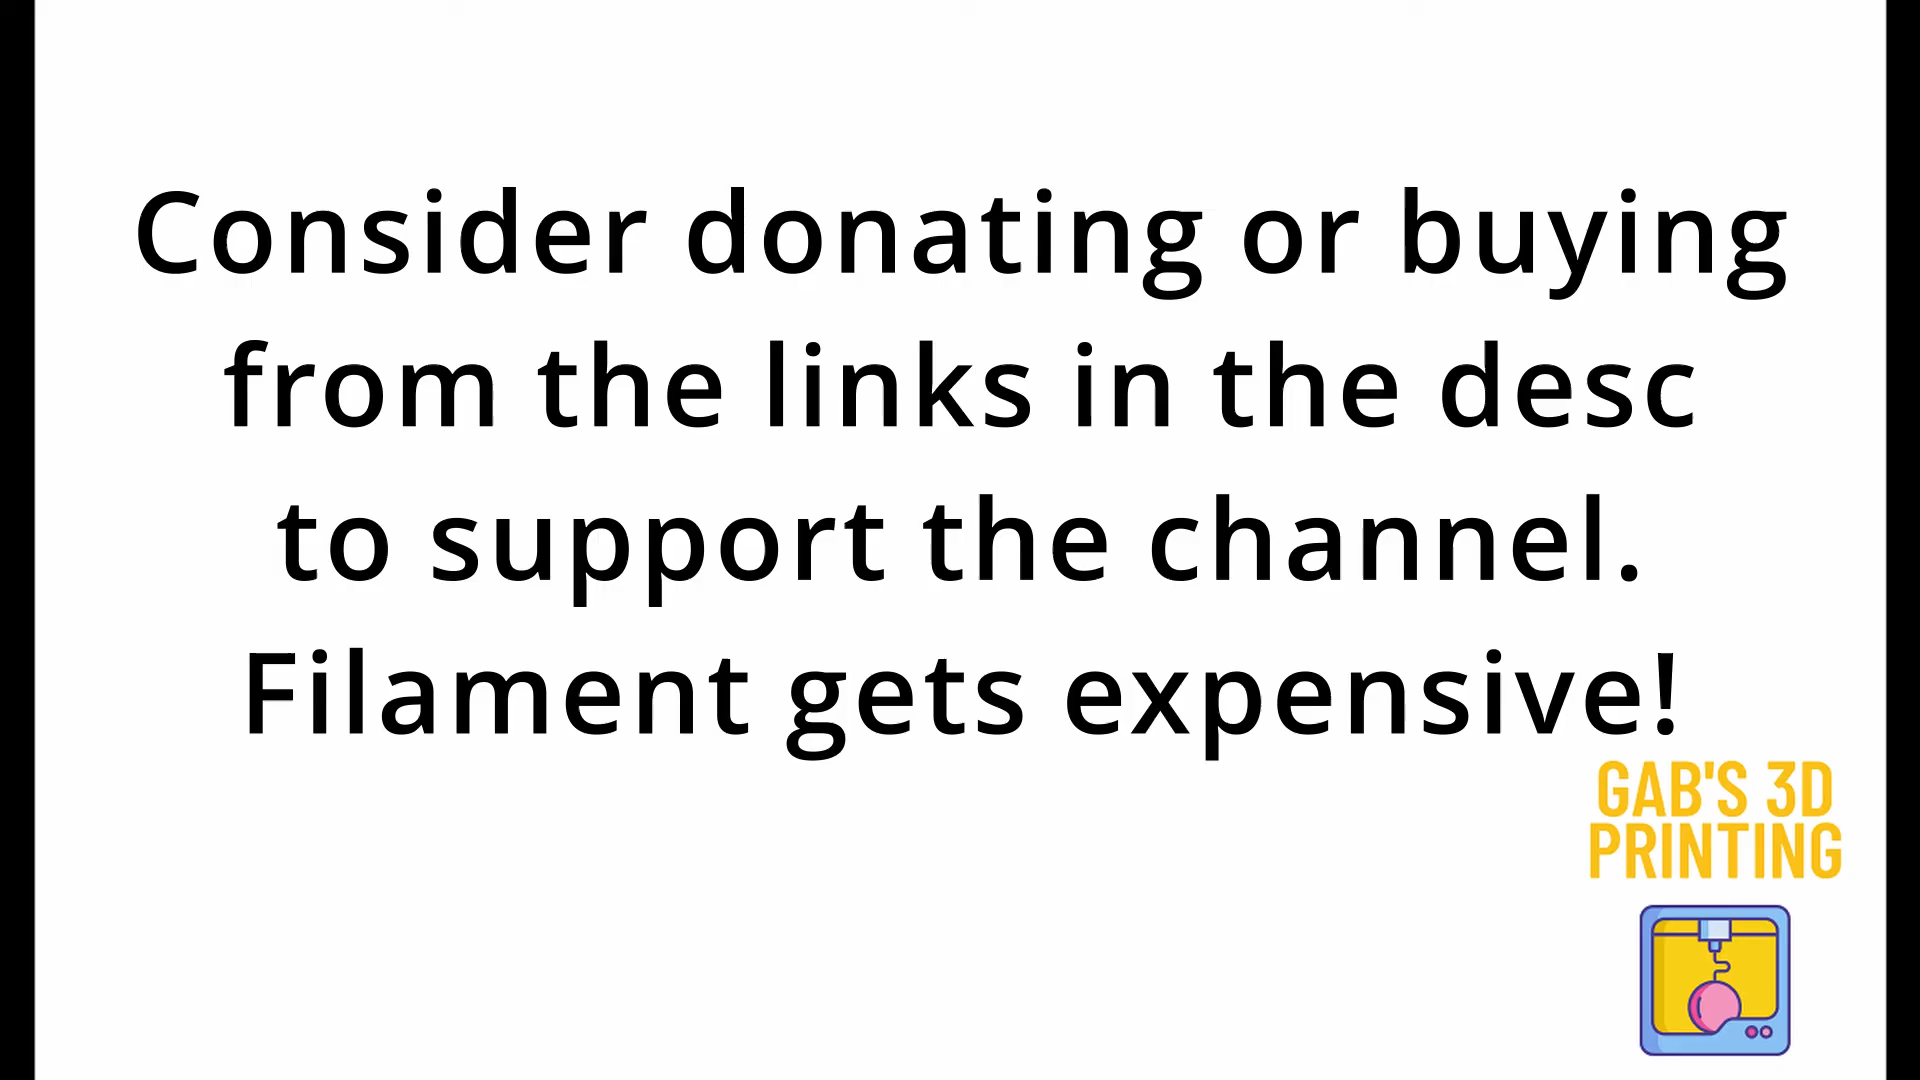 Consider donating or buying
from the links in the desc
to support the channel.
Filament gets expensive!
GAB'S 3D
PRINTING